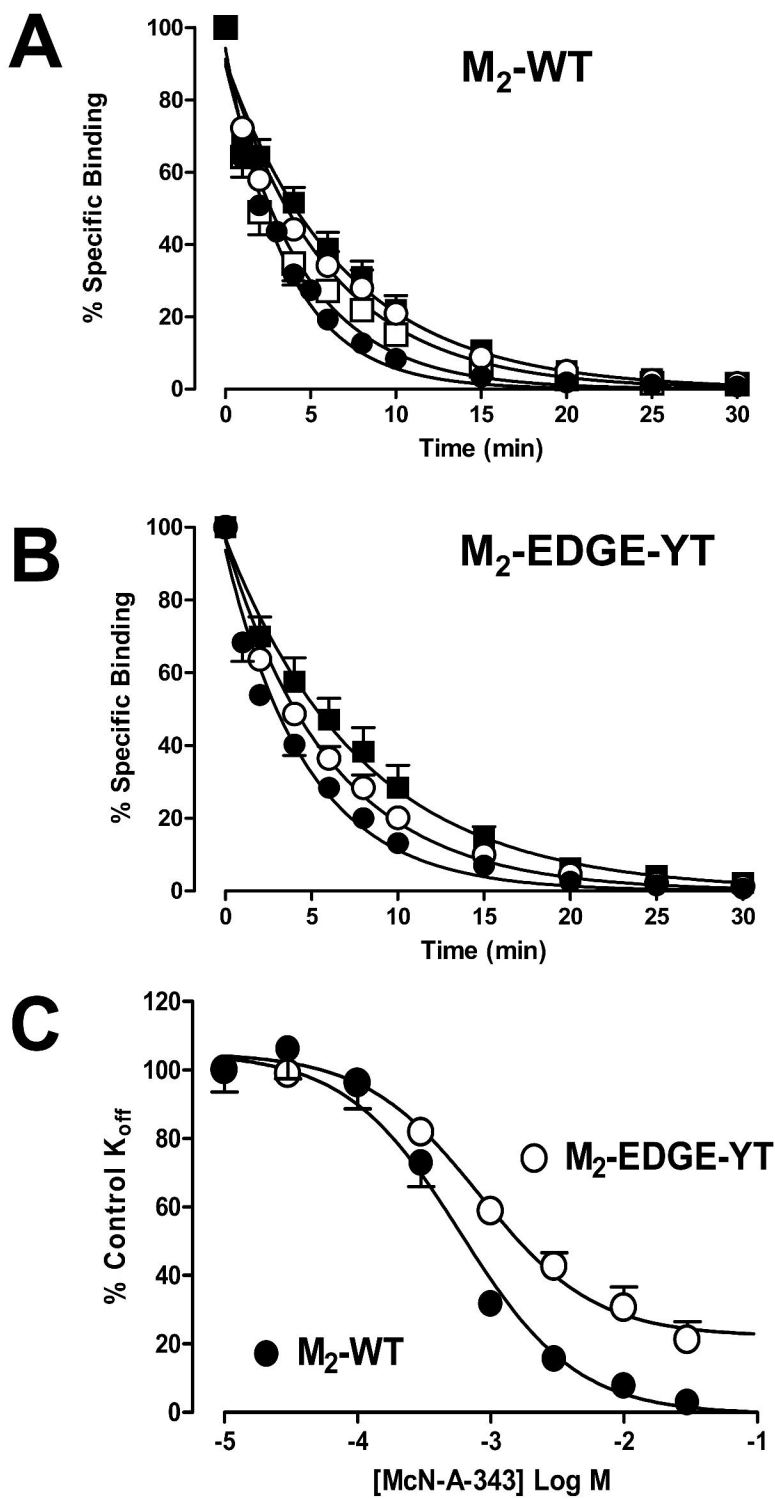 A
M2-WT
100
80
60
40
20
0
% Specific Binding
0 5 10 15 20 25 30
Time (min)
B
M2-EDGE-YT
100
80
60
40
20
0
% Specific Binding
0 5 10 15 20 25 30
Time (min)
C
120
100
80
60
40
20
0
% Control Koff
M2-EDGE-YT
M2-WT
-5 -4 -3 -2 -1
[McN-A-343] Log M